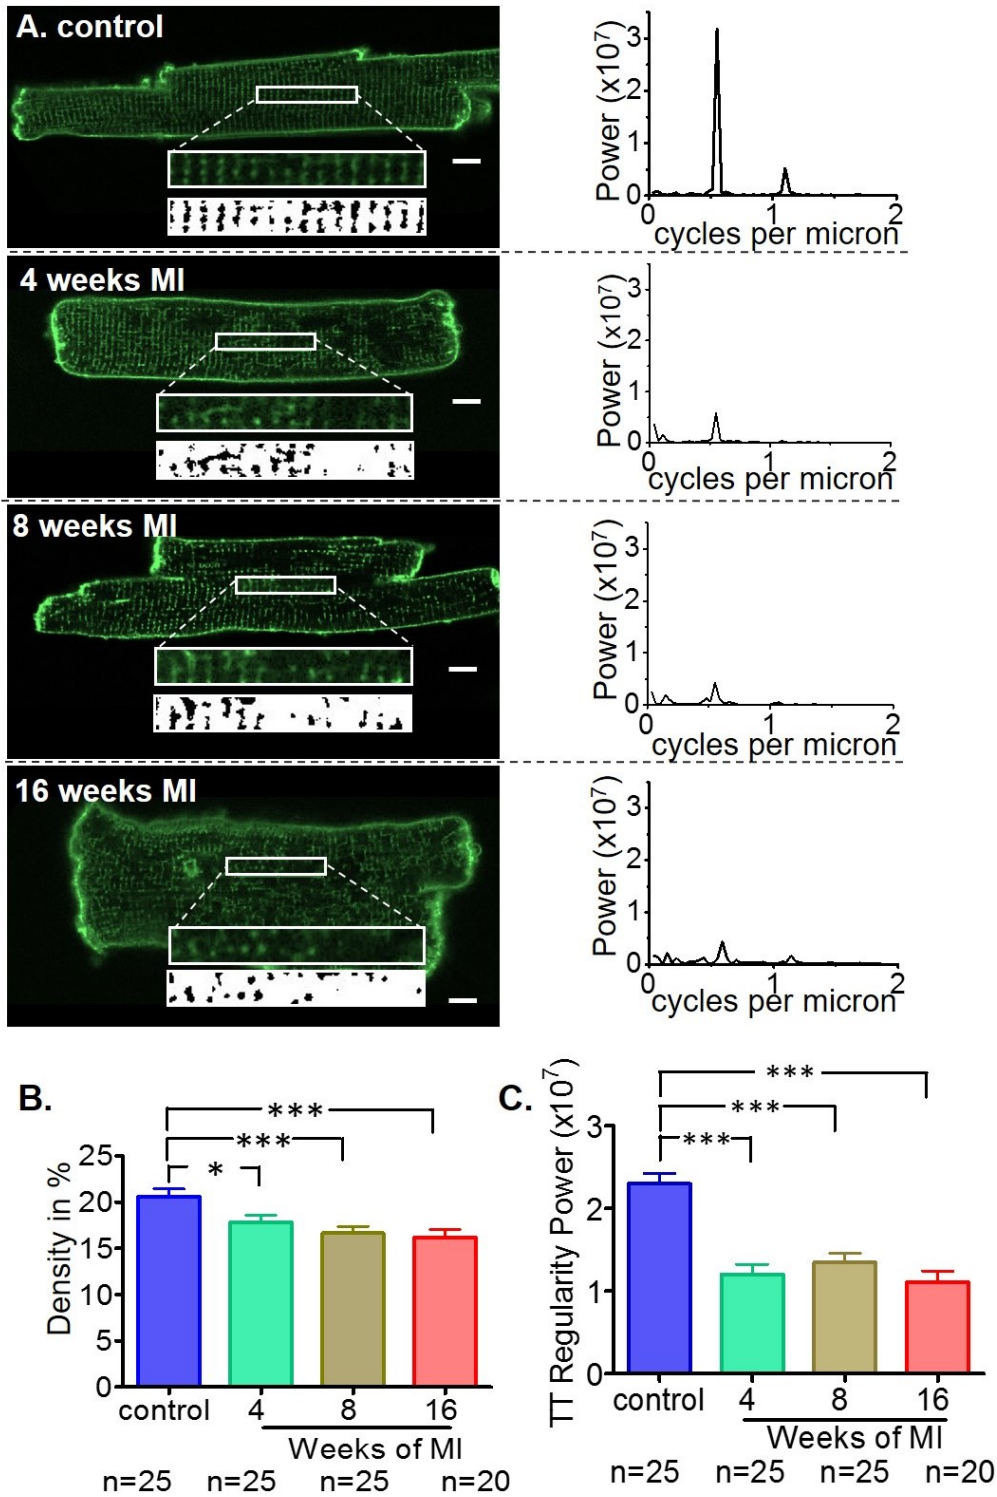 A. control
Power (x10⁷)
3
2
1
0
0 1 2
cycles per micron
4 weeks MI
Power (x10⁷)
3
2
1
0
0 1 2
cycles per micron
8 weeks MI
Power (x10⁷)
3
2
1
0
0 1 2
cycles per micron
16 weeks MI
Power (x10⁷)
3
2
1
0
0 1 2
cycles per micron
B.
***
***
*
Density in %
25
20
15
10
5
0
control 4 8 16
Weeks of MI
n=25 n=25 n=25 n=20
C.
***
***
***
TT Regularity Power (x10⁷)
3
2
1
0
control 4 8 16
Weeks of MI
n=25 n=25 n=25 n=20